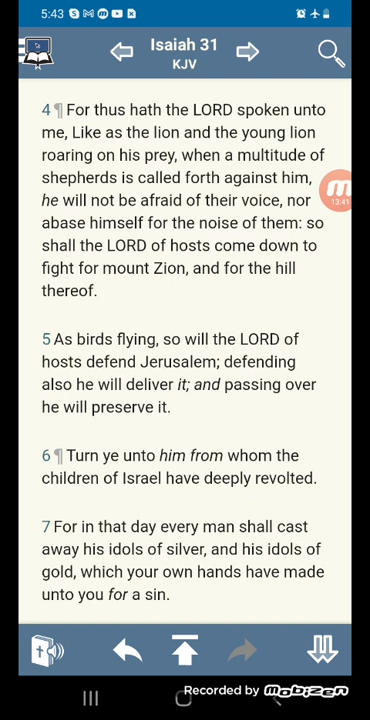 5:43
Isaiah 31
KJV
4 ¶ For thus hath the LORD spoken unto
me, Like as the lion and the young lion
roaring on his prey, when a multitude of
shepherds is called forth against him,
he will not be afraid of their voice, nor
abase himself for the noise of them: so
shall the LORD of hosts come down to
fight for mount Zion, and for the hill
thereof.
13:41
5 As birds flying, so will the LORD of
hosts defend Jerusalem; defending
also he will deliver it; and passing over
he will preserve it.
6 ¶ Turn ye unto him from whom the
children of Israel have deeply revolted.
7 For in that day every man shall cast
away his idols of silver, and his idols of
gold, which your own hands have made
unto you for a sin.
Recorded by mobizen